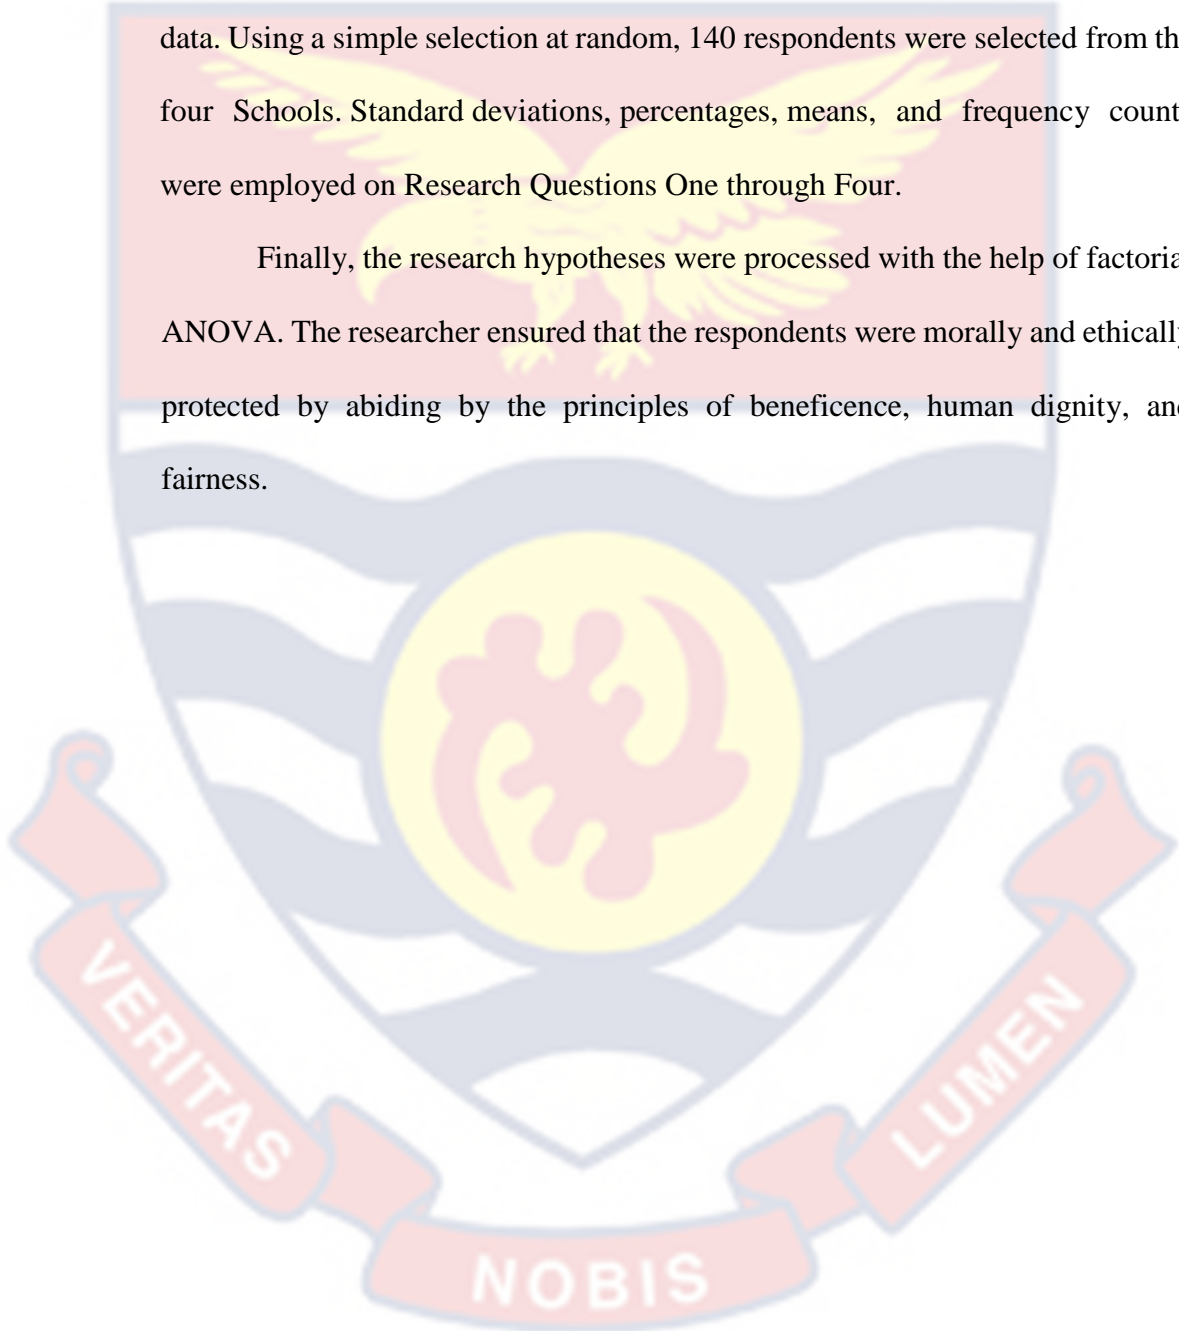 data. Using a simple selection at random, 140 respondents were selected from th
four Schools. Standard deviations, percentages, means, and frequency count
were employed on Research Questions One through Four.
Finally, the research hypotheses were processed with the help of factoria
ANOVA. The researcher ensured that the respondents were morally and ethically
protected by abiding by the principles of beneficence, human dignity, and
fairness.
VERITAS
NOBIS
LUMEN